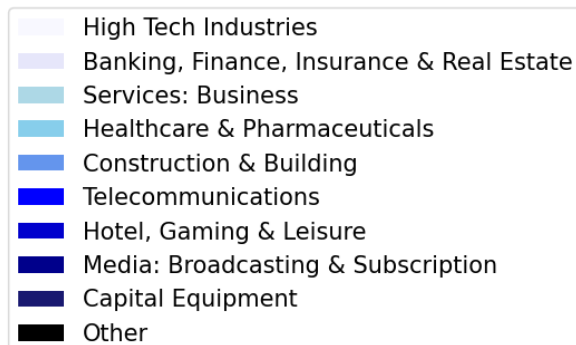 High Tech Industries
Banking, Finance, Insurance & Real Estate
Services: Business
Healthcare & Pharmaceuticals
Construction & Building
Telecommunications
Hotel, Gaming & Leisure
Media: Broadcasting & Subscription
Capital Equipment
Other